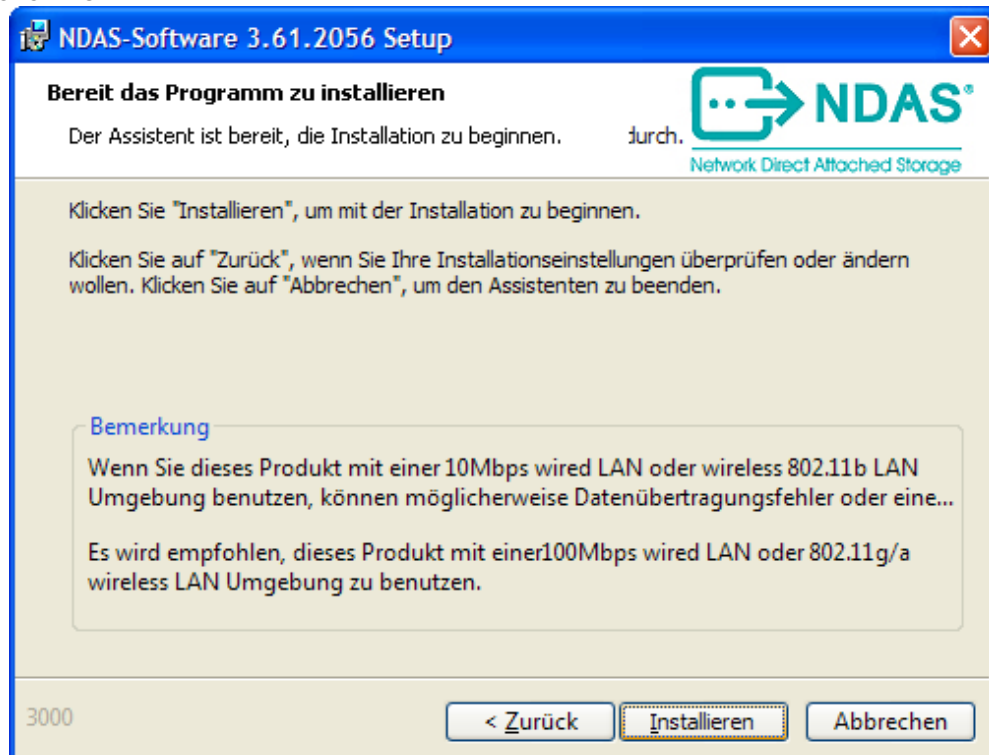 NDAS-Software 3.61.2056 Setup
Bereit das Programm zu installieren
Der Assistent ist bereit, die Installation zu beginnen. durch.
NDAS®
Network Direct Attached Storage
Klicken Sie "Installieren", um mit der Installation zu beginnen.
Klicken Sie auf "Zurück", wenn Sie Ihre Installationseinstellungen überprüfen oder ändern
wollen. Klicken Sie auf "Abbrechen", um den Assistenten zu beenden.
Bemerkung
Wenn Sie dieses Produkt mit einer 10Mbps wired LAN oder wireless 802.11b LAN
Umgebung benutzen, können möglicherweise Datenübertragungsfehler oder eine...
Es wird empfohlen, dieses Produkt mit einer100Mbps wired LAN oder 802.11g/a
wireless LAN Umgebung zu benutzen.
3000
< Zurück
Installieren
Abbrechen